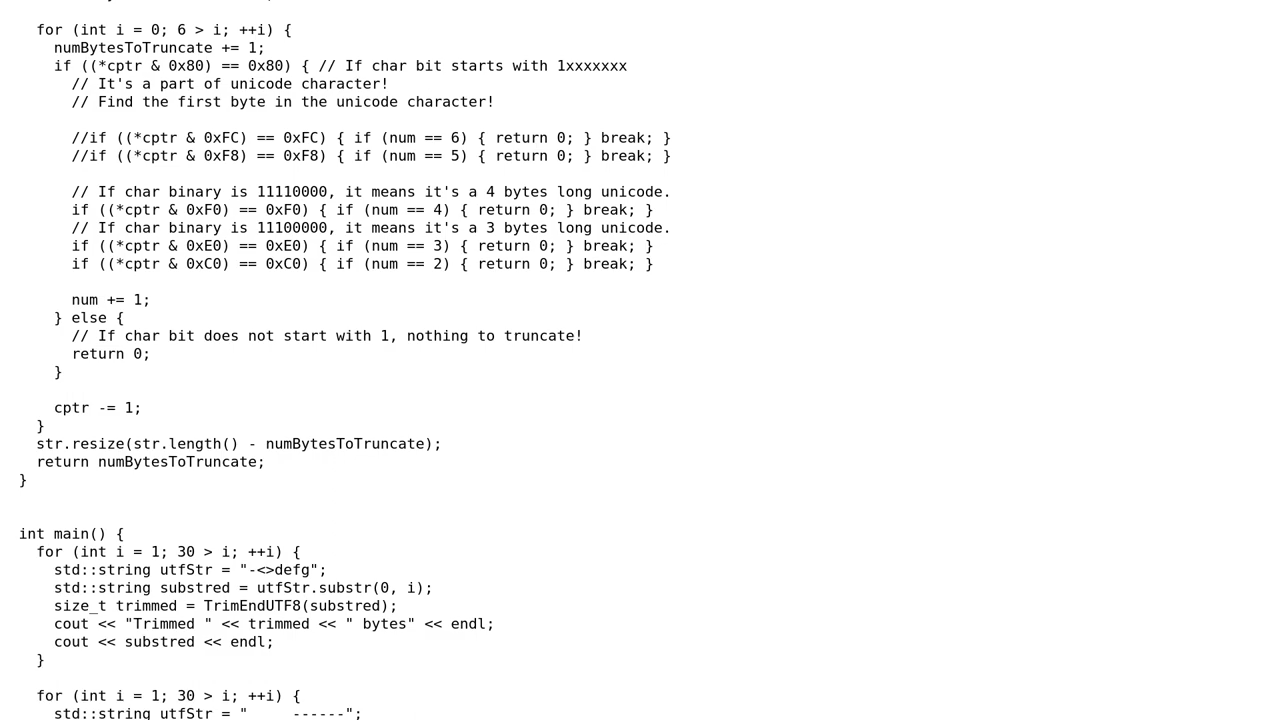 for (int i = 0; 6 > i; ++i) {
numBytesToTruncate += 1;
if ((*cptr & 0x80) == 0x80) { // If char bit starts with 1xxxxxxx
// It's a part of unicode character!
// Find the first byte in the unicode character!
//if ((*cptr & 0xFC) == 0xFC) { if (num == 6) { return 0; } break; }
//if ((*cptr & 0xF8) == 0xF8) { if (num == 5) { return 0; } break; }
// If char binary is 11110000, it means it's a 4 bytes long unicode.
if ((*cptr & 0xF0) == 0xF0) { if (num == 4) { return 0; } break; }
// If char binary is 11100000, it means it's a 3 bytes long unicode.
if ((*cptr & 0xE0) == 0xE0) { if (num == 3) { return 0; } break; }
if ((*cptr & 0xC0) == 0xC0) { if (num == 2) { return 0; } break; }
num += 1;
} else {
// If char bit does not start with 1, nothing to truncate!
return 0;
}
cptr -= 1;
}
str.resize(str.length() - numBytesToTruncate);
return numBytesToTruncate;
}
int main() {
for (int i = 1; 30 > i; ++i) {
std::string utfStr = "-<>defg";
std::string substred = utfStr.substr(0, i);
size_t trimmed = TrimEndUTF8(substred);
cout << "Trimmed " << trimmed << " bytes" << endl;
cout << substred << endl;
}
for (int i = 1; 30 > i; ++i) {
std::string utfStr = "     ------";